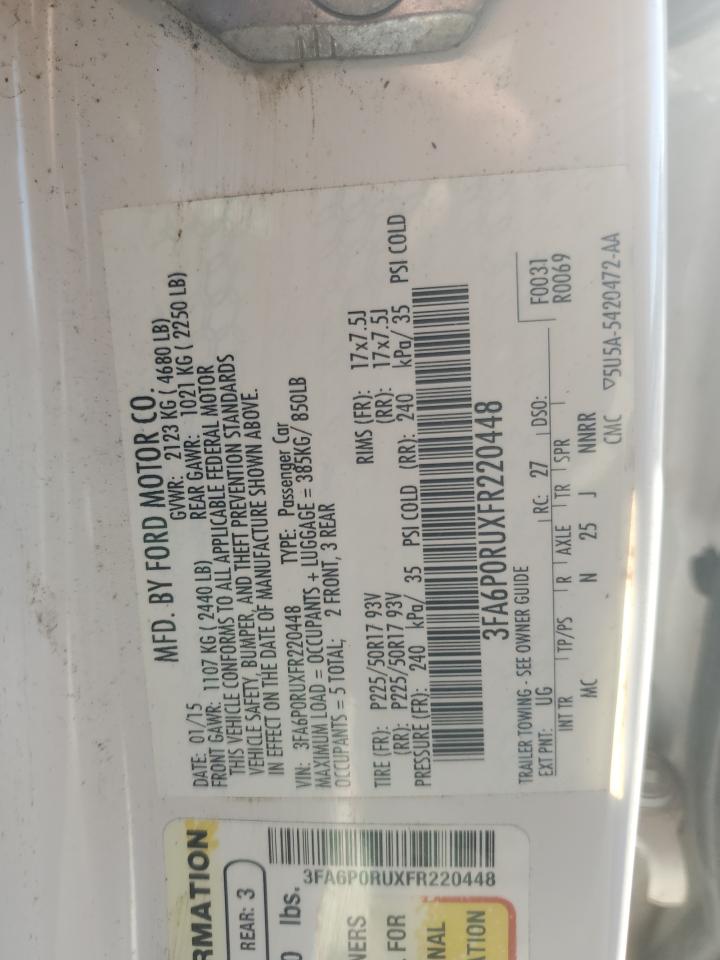 MFD. BY FORD MOTOR CO.
DATE: 01/15 GVWR: 2123 KG ( 4680 LB)
FRONT GAWR: 1107 KG ( 2440 LB) REAR GAWR: 1021 KG ( 2250 LB)
THIS VEHICLE CONFORMS TO ALL APPLICABLE FEDERAL MOTOR
VEHICLE SAFETY, BUMPER, AND THEFT PREVENTION STANDARDS
IN EFFECT ON THE DATE OF MANUFACTURE SHOWN ABOVE.
VIN: 3FA6P0RUXFR220448 TYPE: Passenger Car
MAXIMUM LOAD = OCCUPANTS + LUGGAGE = 385KG/ 850LB
OCCUPANTS = 5 TOTAL; 2 FRONT, 3 REAR
TIRE (FR): P225/50R17 93V RIMS (FR): 17x7.5J
(RR): P225/50R17 93V (RR): 17x7.5J
PRESSURE (FR): 240 kPa/ 35 PSI COLD (RR): 240 kPa/ 35 PSI COLD
3FA6P0RUXFR220448
TRAILER TOWING - SEE OWNER GUIDE
EXT PNT: UG RC: 27 DSO: F0031
R0069
INT TR TP/PS R AXLE TR SPR
MC N 25 J NNRR
CMC ▽5U5A-5420472-AA
RMATION
REAR: 3
lbs.
3FA6P0RUXFR220448